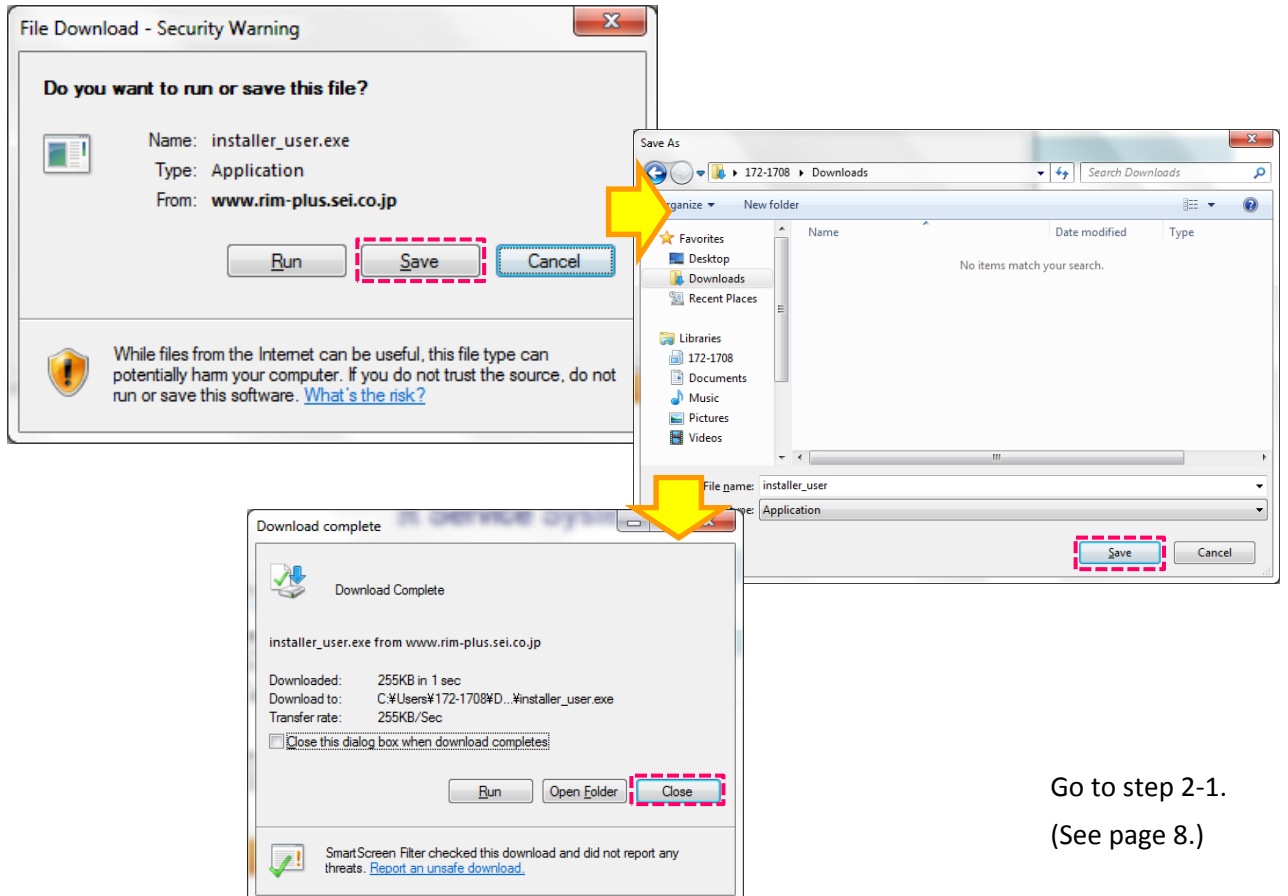 File Download - Security Warning
Do you want to run or save this file?
Name: installer_user.exe
Type: Application
From: www.rim-plus.sei.co.jp
Run Save Cancel
While files from the Internet can be useful, this file type can
potentially harm your computer. If you do not trust the source, do not
run or save this software. What's the risk?
Save As
172-1708 Downloads
Search Downloads
New folder
Favorites
Desktop
Downloads
Recent Places
Libraries
172-1708
Documents
Music
Pictures
Videos
Name Date modified Type
No items match your search.
File name: installer_user
Application
Save Cancel
Download complete
Download Complete
installer_user.exe from www.rim-plus.sei.co.jp
Downloaded: 255KB in 1 sec
Download to: C:¥Users¥172-1708¥D...¥installer_user.exe
Transfer rate: 255KB/Sec
Close this dialog box when download completes
Run Open Folder Close
SmartScreen Filter checked this download and did not report any
threats. Report an unsafe download.
Go to step 2-1.
(See page 8.)